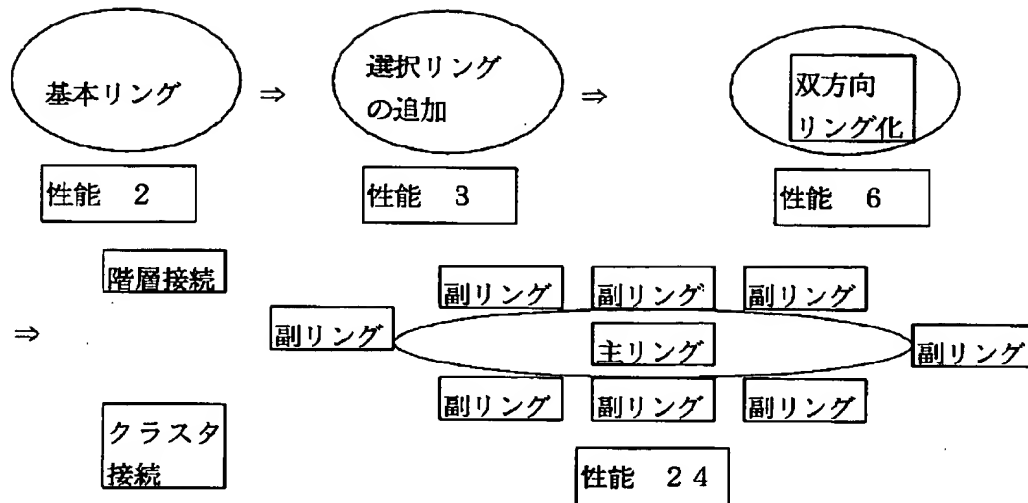 基本リング
⇒
選択リング
の追加
⇒
双方向
リング化
性能 2
性能 3
性能 6
階層接続
⇒
副リング
副リング
副リング
副リング
主リング
副リング
副リング
副リング
副リング
クラスタ
接続
性能 24